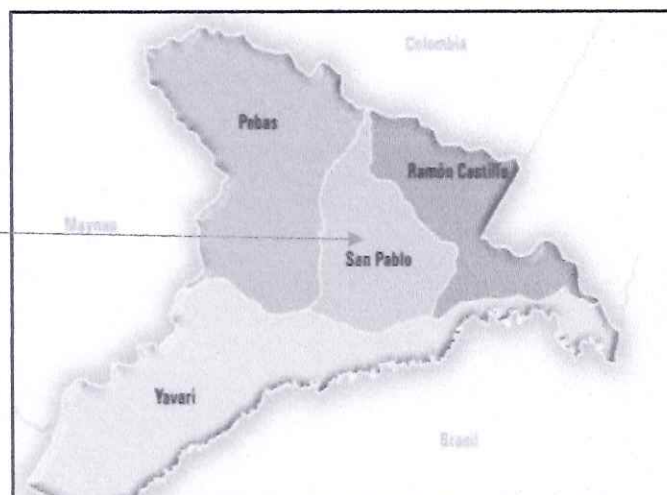 Colombia
Pebas
Ramón Castilla
Maynas
San Pablo
Yavari
Brasil